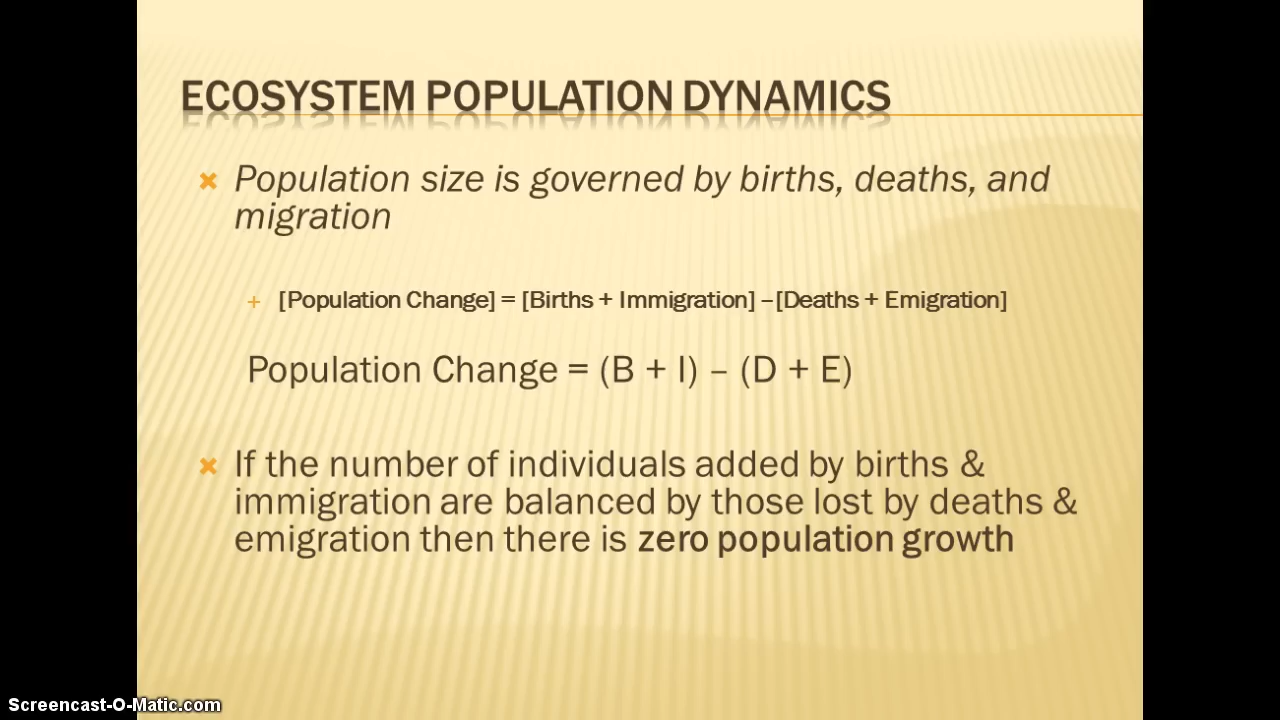 ECOSYSTEM POPULATION DYNAMICS
Population size is governed by births, deaths, and
migration
[Population Change] = [Births + Immigration] –[Deaths + Emigration]
Population Change = (B + I) – (D + E)
If the number of individuals added by births &
immigration are balanced by those lost by deaths &
emigration then there is zero population growth
Screencast-O-Matic.com